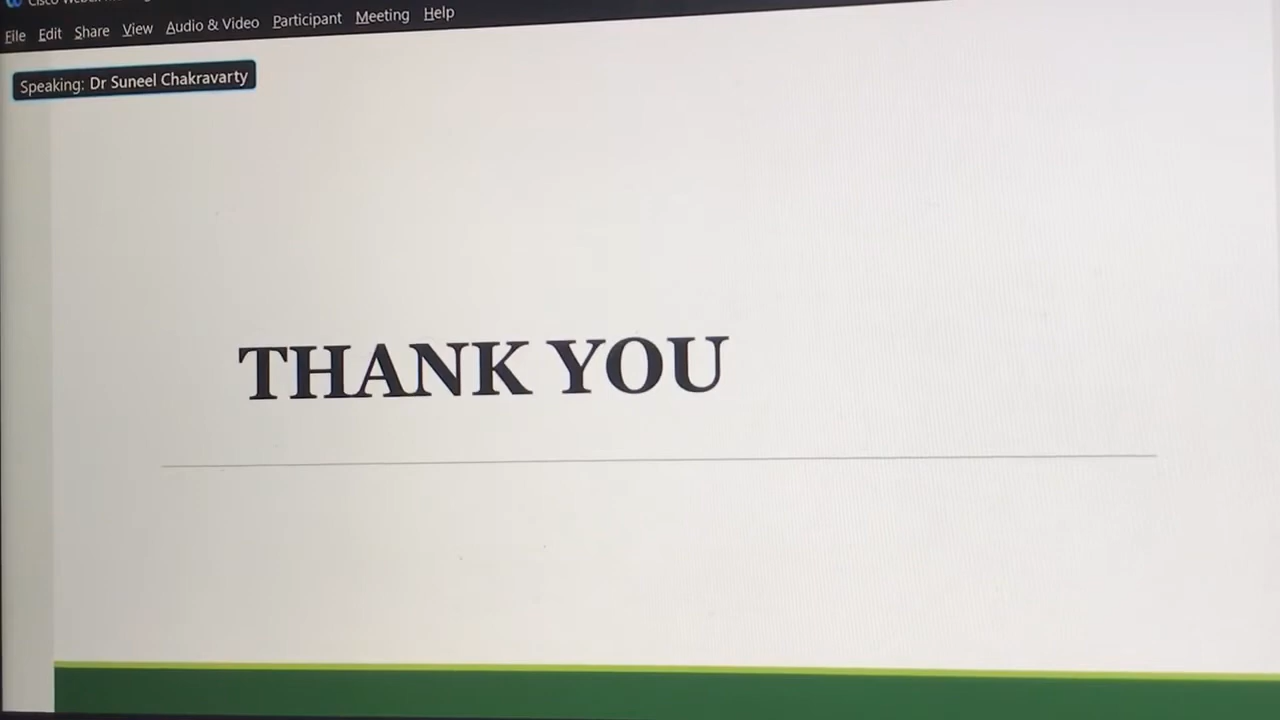 File Edit Share View Audio & Video Participant Meeting Help
Speaking: Dr Suneel Chakravarty
THANK YOU